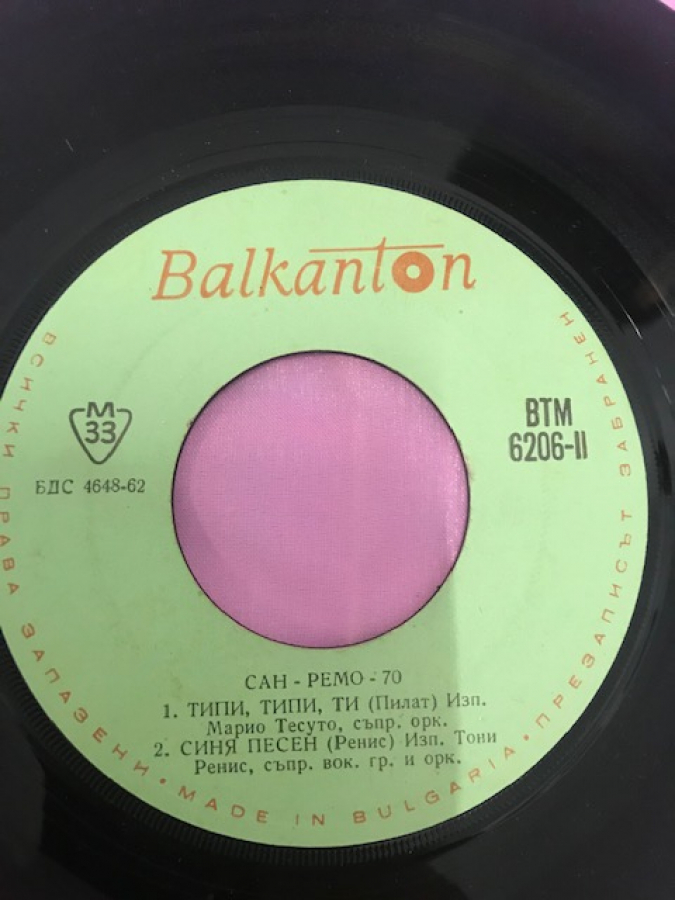 Balkanton
М
33
БДС 4648-62
ВТМ
6206-II
САН - РЕМО - 70
1. ТИПИ, ТИПИ, ТИ (Пилат) Изп.
Марио Тесуто, съпр. орк.
2. СИНЯ ПЕСЕН (Ренис) Изп. Тони
Ренис, съпр. вок. гр. и орк.
ВСИЧКИ ПРАВА ЗАПАЗЕНИ • MADE IN BULGARIA • ПРЕЗАПИСЪТ ЗАБРАНЕН